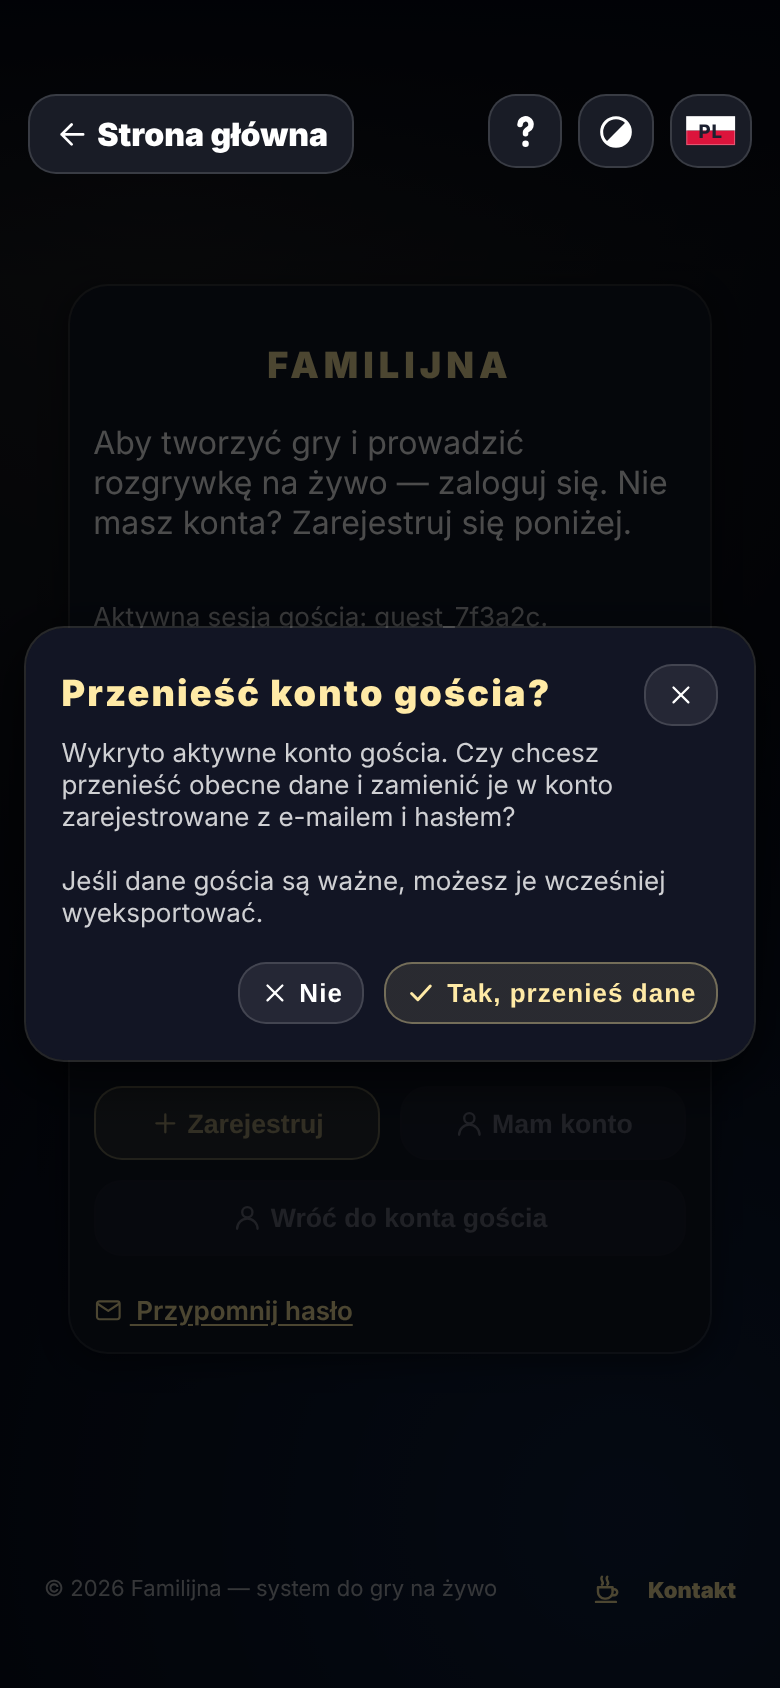 Strona główna
?
PL
FAMILIJNA
Aby tworzyć gry i prowadzić
rozgrywkę na żywo — zaloguj się. Nie
masz konta? Zarejestruj się poniżej.
Aktywna sesja gościa: guest_7f3a2c.
Przenieść konto gościa?
Wykryto aktywne konto gościa. Czy chcesz
przenieść obecne dane i zamienić je w konto
zarejestrowane z e-mailem i hasłem?
Jeśli dane gościa są ważne, możesz je wcześniej
wyeksportować.
Nie
Tak, przenieś dane
Zarejestruj
Mam konto
Wróć do konta gościa
Przypomnij hasło
© 2026 Familijna — system do gry na żywo
Kontakt